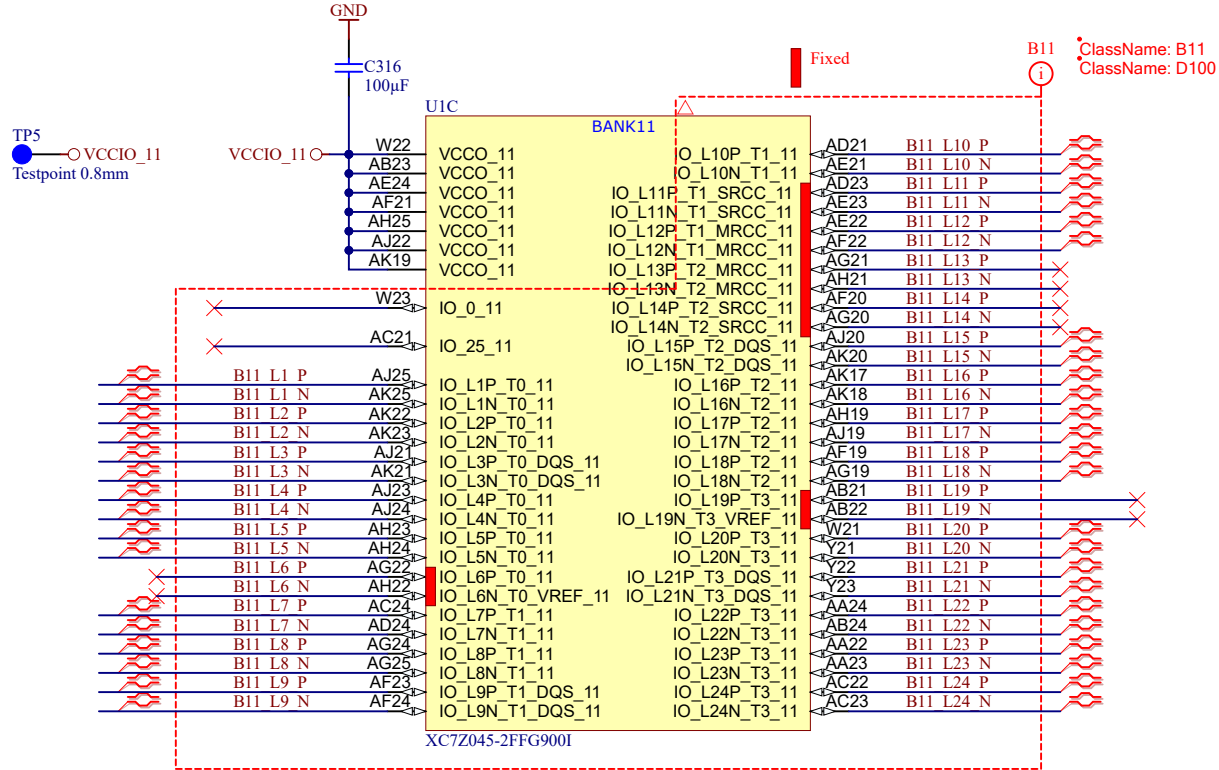 GND
C316
100µF
Fixed
B11
ClassName: B11
ClassName: D100
U1C
BANK11
TP5
VCCIO_11
Testpoint 0.8mm
VCCIO_11
W22 VCCO_11
AB23 VCCO_11
AE24 VCCO_11
AF21 VCCO_11
AH25 VCCO_11
AJ22 VCCO_11
AK19 VCCO_11
W23 IO_0_11
AC21 IO_25_11
B11_L1_P AJ25 IO_L1P_T0_11
B11_L1_N AK25 IO_L1N_T0_11
B11_L2_P AK22 IO_L2P_T0_11
B11_L2_N AK23 IO_L2N_T0_11
B11_L3_P AJ21 IO_L3P_T0_DQS_11
B11_L3_N AK21 IO_L3N_T0_DQS_11
B11_L4_P AJ23 IO_L4P_T0_11
B11_L4_N AJ24 IO_L4N_T0_11
B11_L5_P AH23 IO_L5P_T0_11
B11_L5_N AH24 IO_L5N_T0_11
B11_L6_P AG22 IO_L6P_T0_11
B11_L6_N AH22 IO_L6N_T0_VREF_11
B11_L7_P AC24 IO_L7P_T1_11
B11_L7_N AD24 IO_L7N_T1_11
B11_L8_P AG24 IO_L8P_T1_11
B11_L8_N AG25 IO_L8N_T1_11
B11_L9_P AF23 IO_L9P_T1_DQS_11
B11_L9_N AF24 IO_L9N_T1_DQS_11
IO_L10P_T1_11 AD21 B11_L10_P
IO_L10N_T1_11 AE21 B11_L10_N
IO_L11P_T1_SRCC_11 AD23 B11_L11_P
IO_L11N_T1_SRCC_11 AE23 B11_L11_N
IO_L12P_T1_MRCC_11 AE22 B11_L12_P
IO_L12N_T1_MRCC_11 AF22 B11_L12_N
IO_L13P_T2_MRCC_11 AG21 B11_L13_P
IO_L13N_T2_MRCC_11 AH21 B11_L13_N
IO_L14P_T2_SRCC_11 AF20 B11_L14_P
IO_L14N_T2_SRCC_11 AG20 B11_L14_N
IO_L15P_T2_DQS_11 AJ20 B11_L15_P
IO_L15N_T2_DQS_11 AK20 B11_L15_N
IO_L16P_T2_11 AK17 B11_L16_P
IO_L16N_T2_11 AK18 B11_L16_N
IO_L17P_T2_11 AH19 B11_L17_P
IO_L17N_T2_11 AJ19 B11_L17_N
IO_L18P_T2_11 AF19 B11_L18_P
IO_L18N_T2_11 AG19 B11_L18_N
IO_L19P_T3_11 AB21 B11_L19_P
IO_L19N_T3_VREF_11 AB22 B11_L19_N
IO_L20P_T3_11 W21 B11_L20_P
IO_L20N_T3_11 Y21 B11_L20_N
IO_L21P_T3_DQS_11 Y22 B11_L21_P
IO_L21N_T3_DQS_11 Y23 B11_L21_N
IO_L22P_T3_11 AA24 B11_L22_P
IO_L22N_T3_11 AB24 B11_L22_N
IO_L23P_T3_11 AA22 B11_L23_P
IO_L23N_T3_11 AA23 B11_L23_N
IO_L24P_T3_11 AC22 B11_L24_P
IO_L24N_T3_11 AC23 B11_L24_N
XC7Z045-2FFG900I